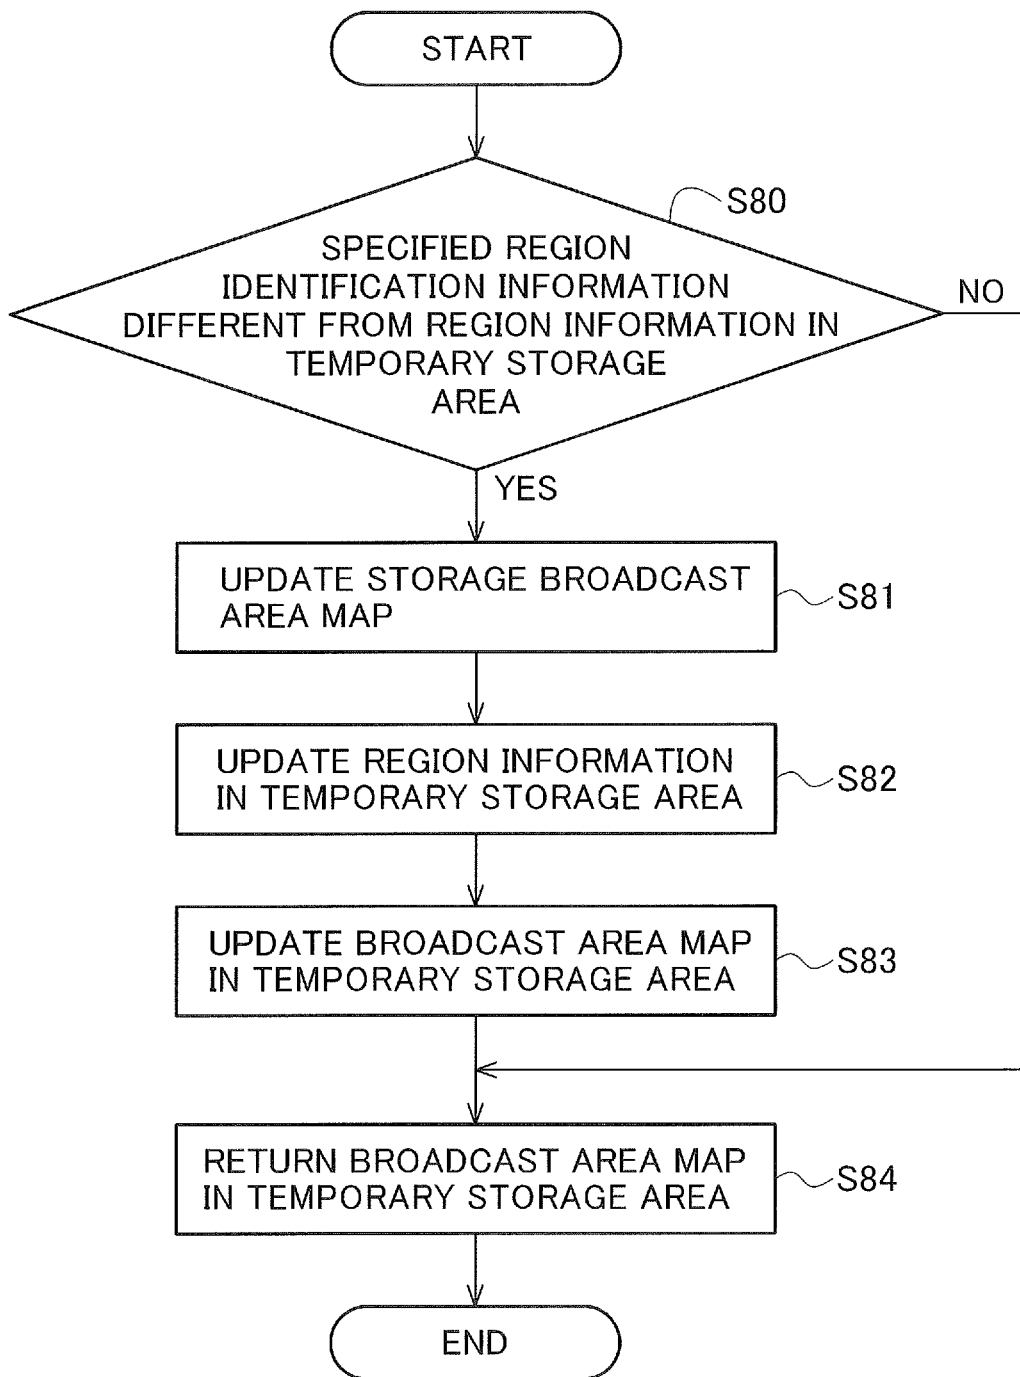 START
S80
SPECIFIED REGION
IDENTIFICATION INFORMATION
DIFFERENT FROM REGION INFORMATION IN
TEMPORARY STORAGE
AREA
NO
YES
UPDATE STORAGE BROADCAST
AREA MAP
S81
UPDATE REGION INFORMATION
IN TEMPORARY STORAGE AREA
S82
UPDATE BROADCAST AREA MAP
IN TEMPORARY STORAGE AREA
S83
RETURN BROADCAST AREA MAP
IN TEMPORARY STORAGE AREA
S84
END